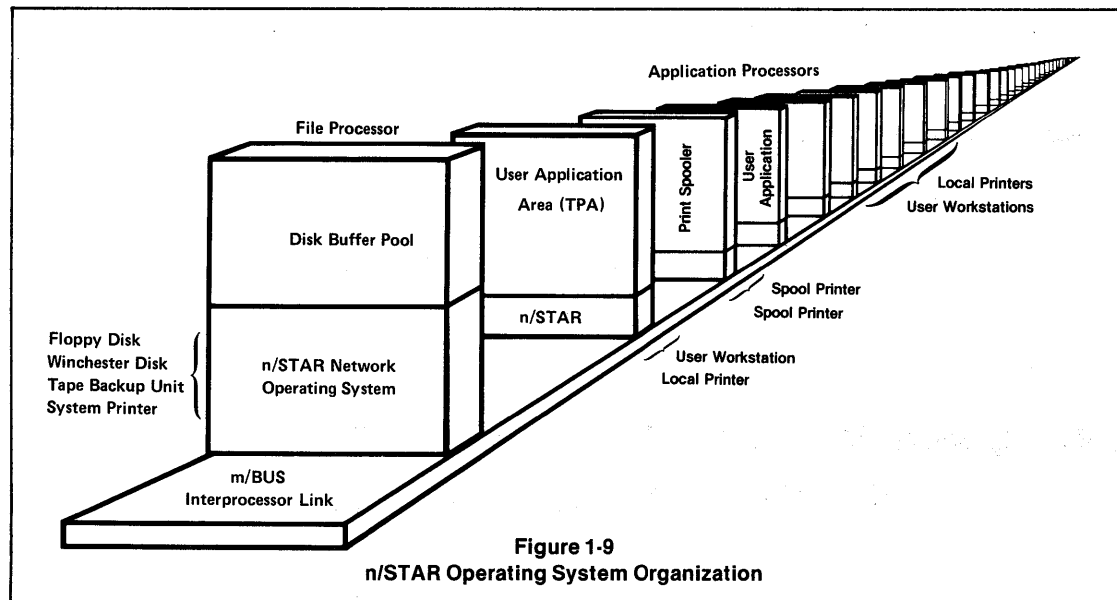 Application Processors
File Processor
User Application
Area (TPA)
Print Spooler
User
Application
Disk Buffer Pool
Local Printers
User Workstations
n/STAR
Spool Printer
Spool Printer
Floppy Disk
Winchester Disk
Tape Backup Unit
System Printer
n/STAR Network
Operating System
User Workstation
Local Printer
m/BUS
Interprocessor Link
Figure 1-9
n/STAR Operating System Organization